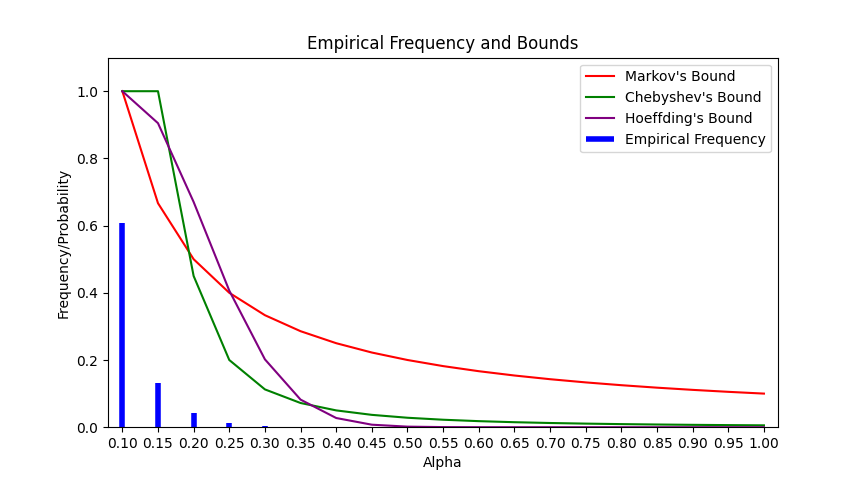 Empirical Frequency and Bounds
Markov's Bound
Chebyshev's Bound
Hoeffding's Bound
Empirical Frequency
Frequency/Probability
1.0
0.8
0.6
0.4
0.2
0.0
0.10 0.15 0.20 0.25 0.30 0.35 0.40 0.45 0.50 0.55 0.60 0.65 0.70 0.75 0.80 0.85 0.90 0.95 1.00
Alpha